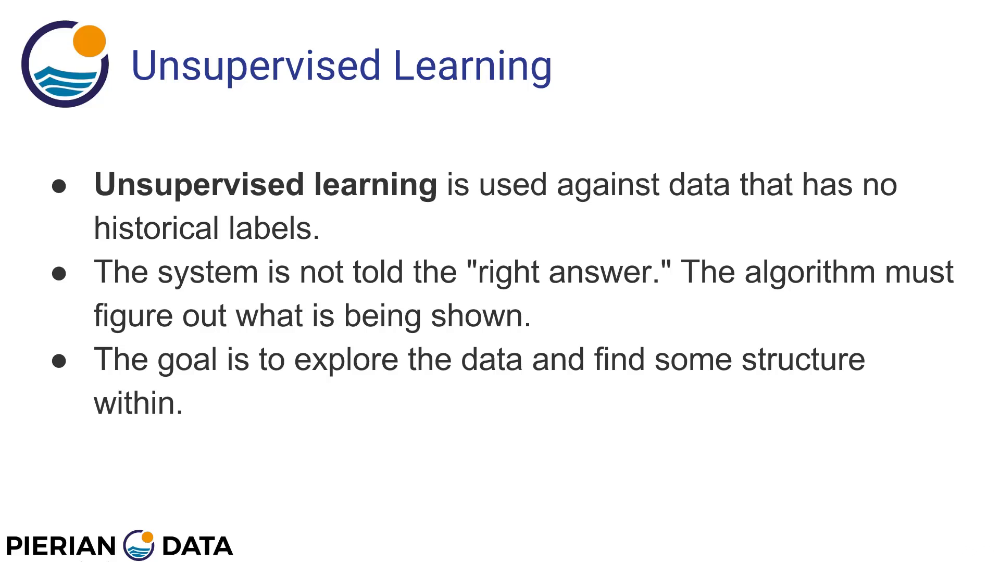 Unsupervised Learning
● Unsupervised learning is used against data that has no
historical labels.
● The system is not told the "right answer." The algorithm must
figure out what is being shown.
● The goal is to explore the data and find some structure
within.
PIERIAN DATA